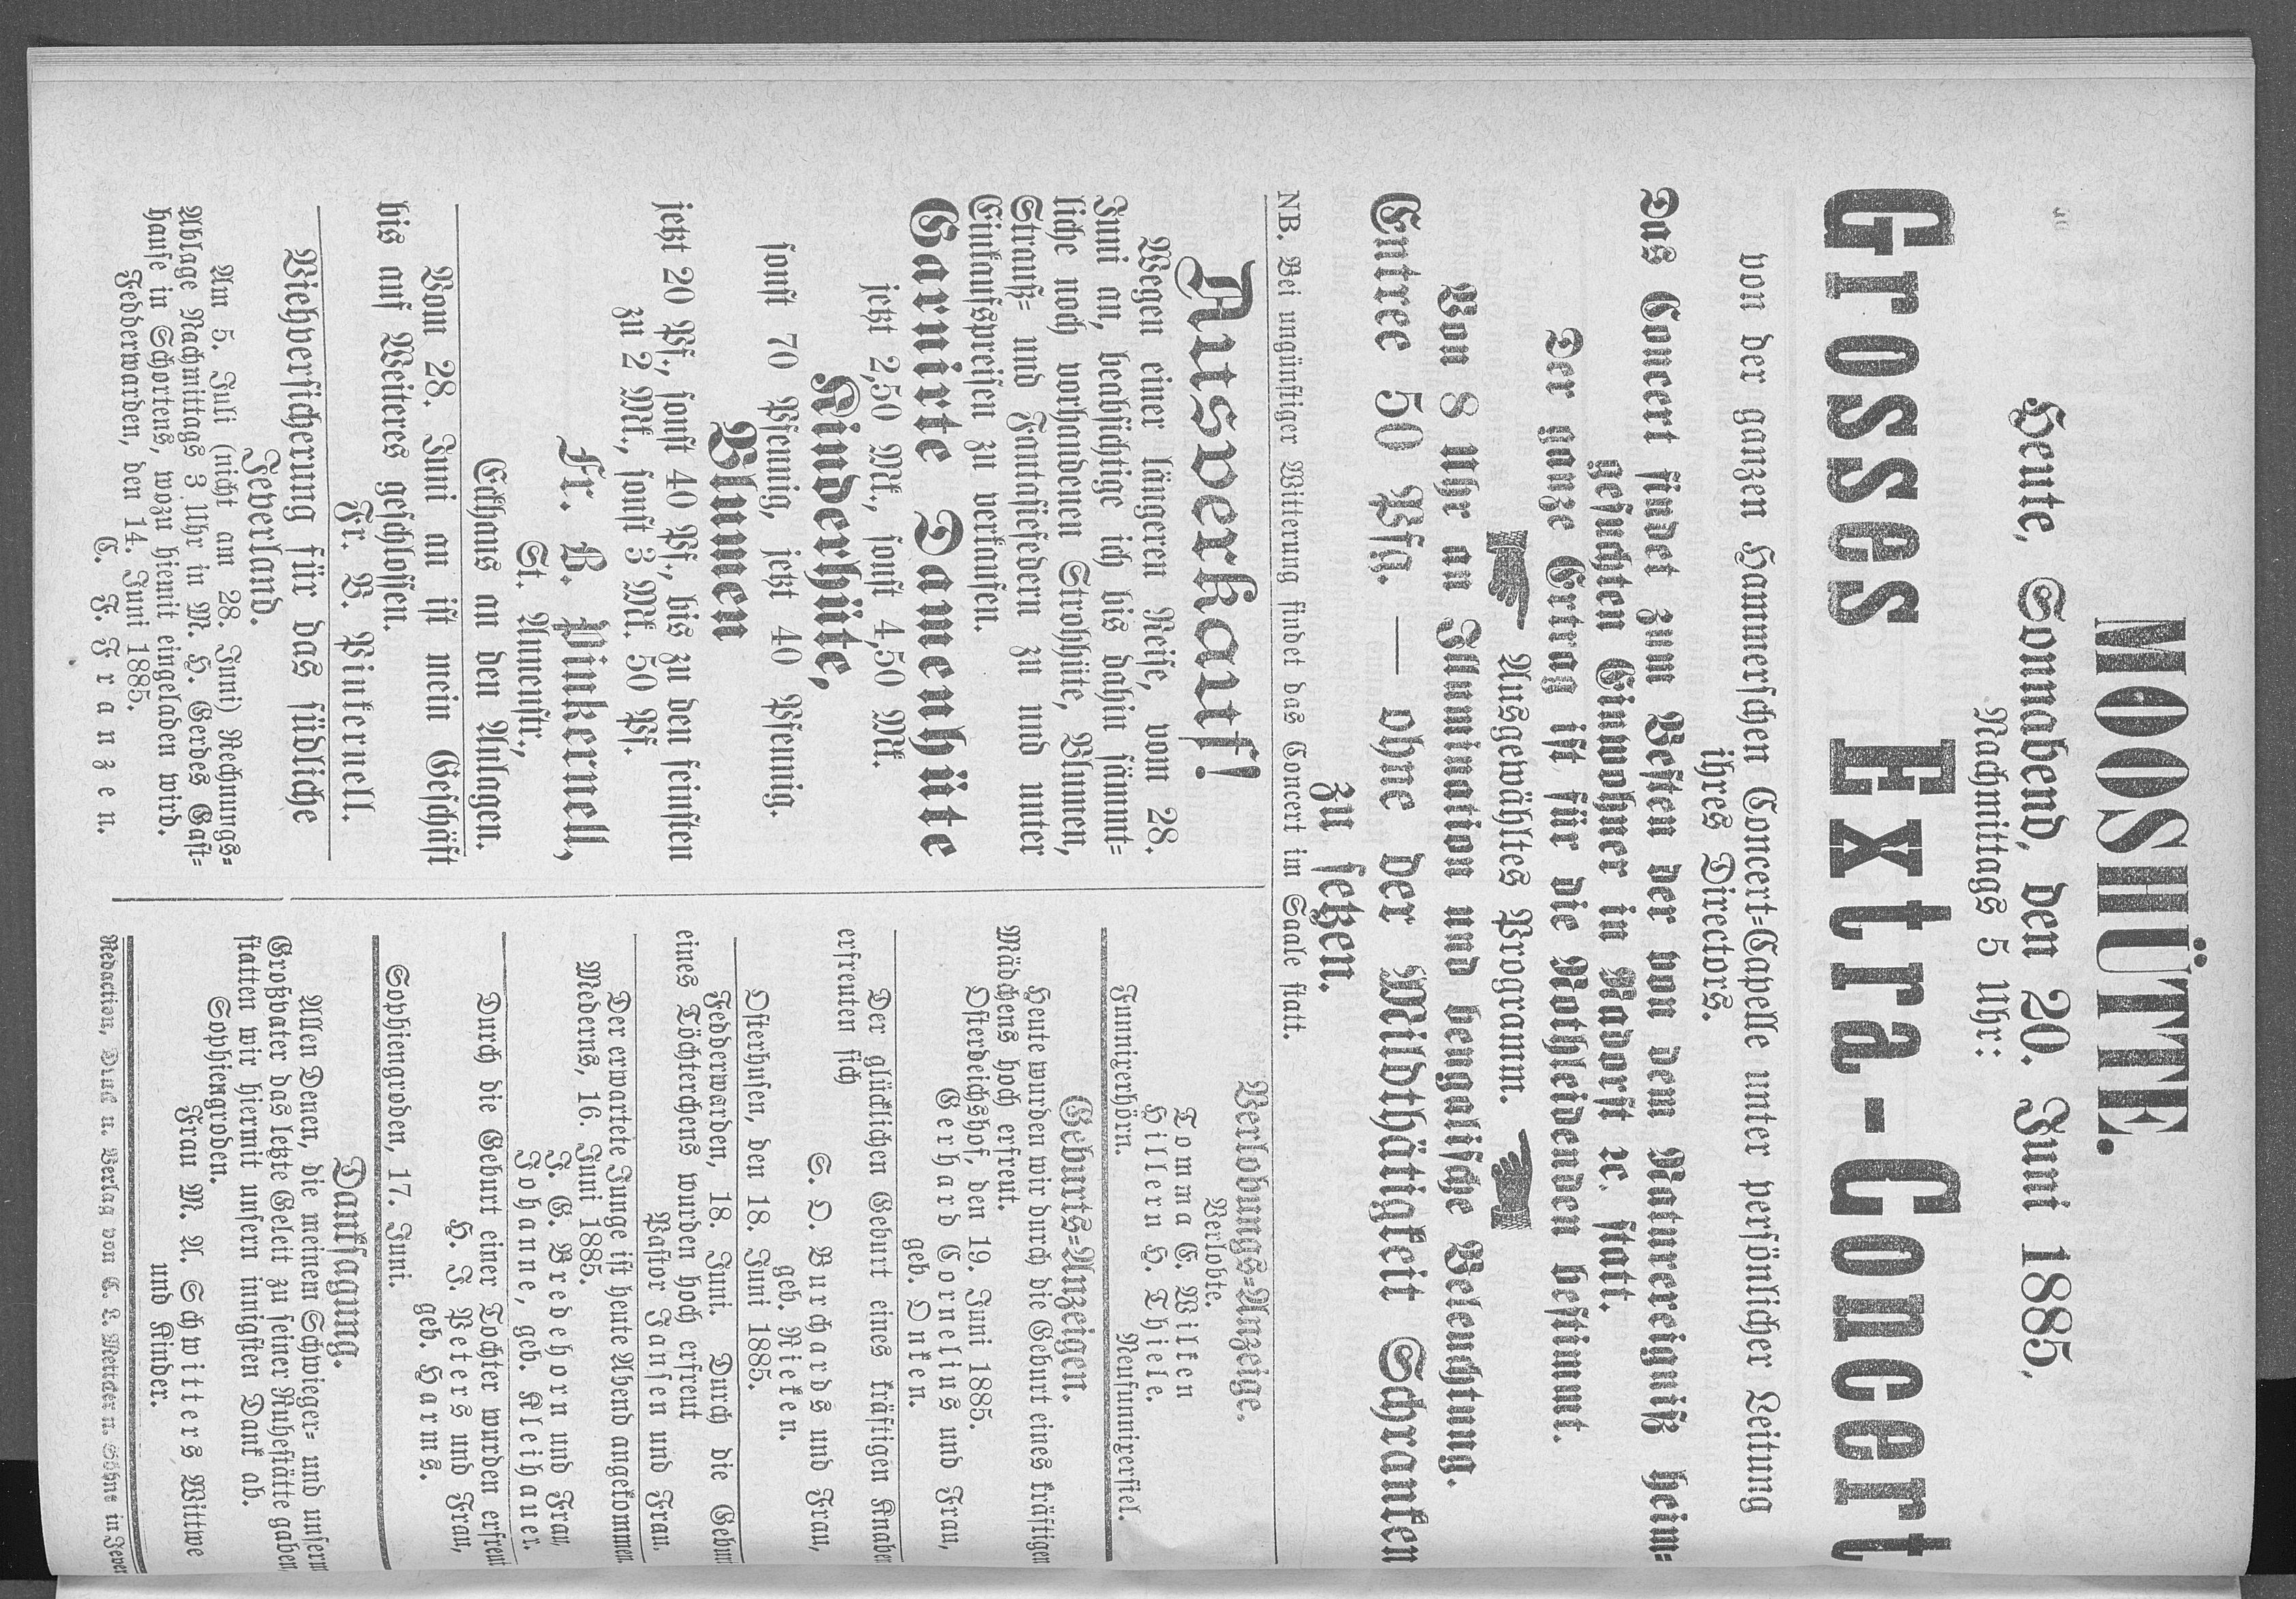 MOOSHÜTTE.
Heute, Sonnabend, den 20. Juni 1885,
Nachmittags 5 Uhr:
Grosses Extra-Concert
von der ganzen Hammerschen Concert=Capelle unter persönlicher Leitung
ihres Directors.
Das Concert findet zum Besten der von dem Naturereigniß heim=
gesuchten Einwohner in Nadorst ec. statt.
Der ganze Ertrag ist für die Nothleidenden bestimmt.
Ausgewähltes Programm.
Von 8 Uhr an Illumination und bengalische Beleuchtung.
Entree 50 Pfg. — ohne der Mildthätigkeit Schranken
zu setzen.
NB. Bei ungünstiger Witterung findet das Concert im Saale statt.
Ausverkauf!
Wegen einer längeren Reise, vom 28.
Juni an, beabsichtige ich bis dahin sämmt=
liche noch vorhandenen Strohhüte, Blumen,
Strauß= und Fantasiefedern zu und unter
Einkaufspreisen zu verkaufen.
Garnirte Damenhüte
jetzt 2,50 Mk., sonst 4,50 Mk.
Kinderhüte,
sonst 70 Pfennig, jetzt 40 Pfennig.
Blumen
jetzt 20 Pf., sonst 40 Pf., bis zu den feinsten
zu 2 Mk., sonst 3 Mk. 50 Pf.
Fr. B. Pinkernell,
St. Annenstr.,
Eckhaus an den Anlagen.
Vom 28. Juni an ist mein Geschäft
bis auf Weiteres geschlossen.
Fr. B. Pinkernell.
Viehversicherung für das südliche
Jeverland.
Am 5. Juli (nicht am 28. Juni) Rechnungs=
Ablage Nachmittags 3 Uhr in M. H. Gerdes Gast=
hause in Schortens, wozu hiemit eingeladen wird.
Fedderwarden, den 14. Juni 1885.
T. F. Franzen.
Verlobungs=Anzeige.
Verlobte.
Tomma E. Wilken
Hillern H. Thiele.
Funnigerhörn. Neufunnigersiel.
Geburts=Anzeigen.
Heute wurden wir durch die Geburt eines kräftigen
Mädchens hoch erfreut.
Osterdeichshof, den 19. Juni 1885.
Gerhard Cornelius und Frau,
geb. Onken.
Der glücklichen Geburt eines kräftigen Knaben
erfreuten sich
S. O. Burchards und Frau,
geb. Mieken.
Osterhusen, den 18. Juni 1885.
Fedderwarden, 18. Juni. Durch die Geburt
eines Töchterchens wurden hoch erfreut
Pastor Jansen und Frau.
Der erwartete Junge ist heute Abend angekommen
Mederns, 16. Juni 1885.
J. G. Bredehorn und Frau
Johanne, geb. Kleihauer.
Durch die Geburt einer Tochter wurden erfreut
H. J. Peters und Frau,
geb. Harms.
Sophiengroden, 17. Juni.
Danksagung.
Allen Denen, die meinem Schwieger= und unserm
Großvater das letzte Geleit zu seiner Ruhestätte gaben
statten wir hiermit unsern innigsten Dank ab.
Sophiengroden.
Frau M. A. Schwitters Wittwe
und Kinder.
Redaction, Druck u. Verlag von C. L. Mettcker u. Söhne in Jever